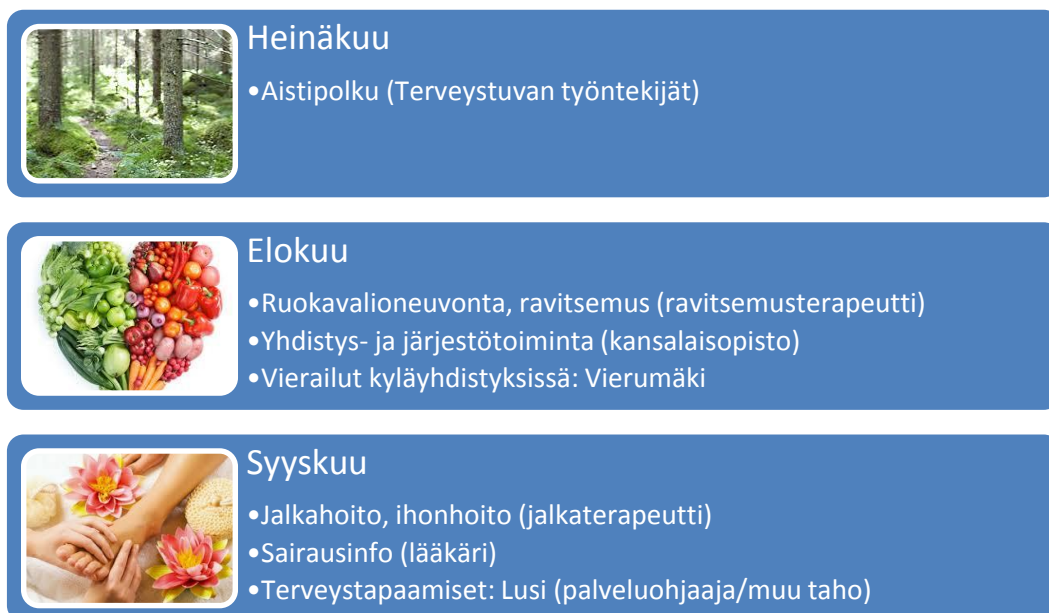 Heinäkuu
•Aistipolku (Terveystuvan työntekijät)
Elokuu
•Ruokavalioneuvonta, ravitsemus (ravitsemusterapeutti)
•Yhdistys- ja järjestötoiminta (kansalaisopisto)
•Vierailut kyläyhdistyksissä: Vierumäki
Syyskuu
•Jalkahoito, ihonhoito (jalkaterapeutti)
•Sairausinfo (lääkäri)
•Terveystapaamiset: Lusi (palveluohjaaja/muu taho)